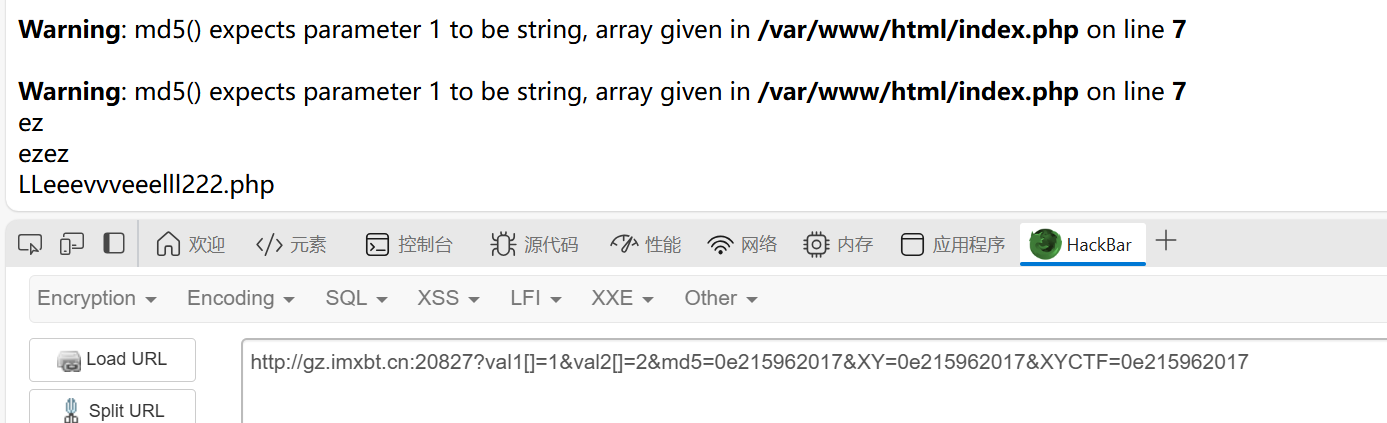 Warning: md5() expects parameter 1 to be string, array given in /var/www/html/index.php on line 7
Warning: md5() expects parameter 1 to be string, array given in /var/www/html/index.php on line 7
ez
ezez
LLeeevvveeelll222.php
欢迎 元素 控制台 源代码 性能 网络 内存 应用程序 HackBar
Encryption Encoding SQL XSS LFI XXE Other
Load URL http://gz.imxbt.cn:20827?val1[]=1&val2[]=2&md5=0e215962017&XY=0e215962017&XYCTF=0e215962017
Split URL